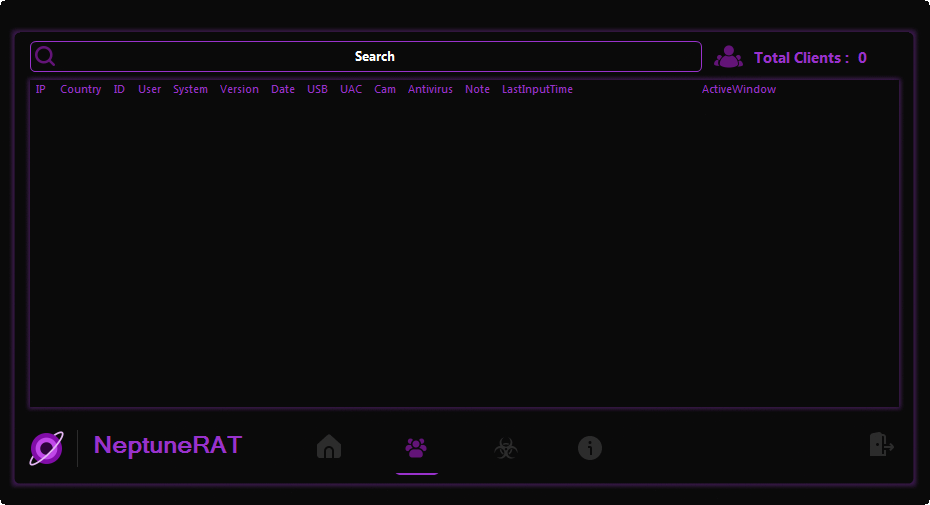 Search
Total Clients : 0
IP Country ID User System Version Date USB UAC Cam Antivirus Note LastInputTime ActiveWindow
NeptuneRAT